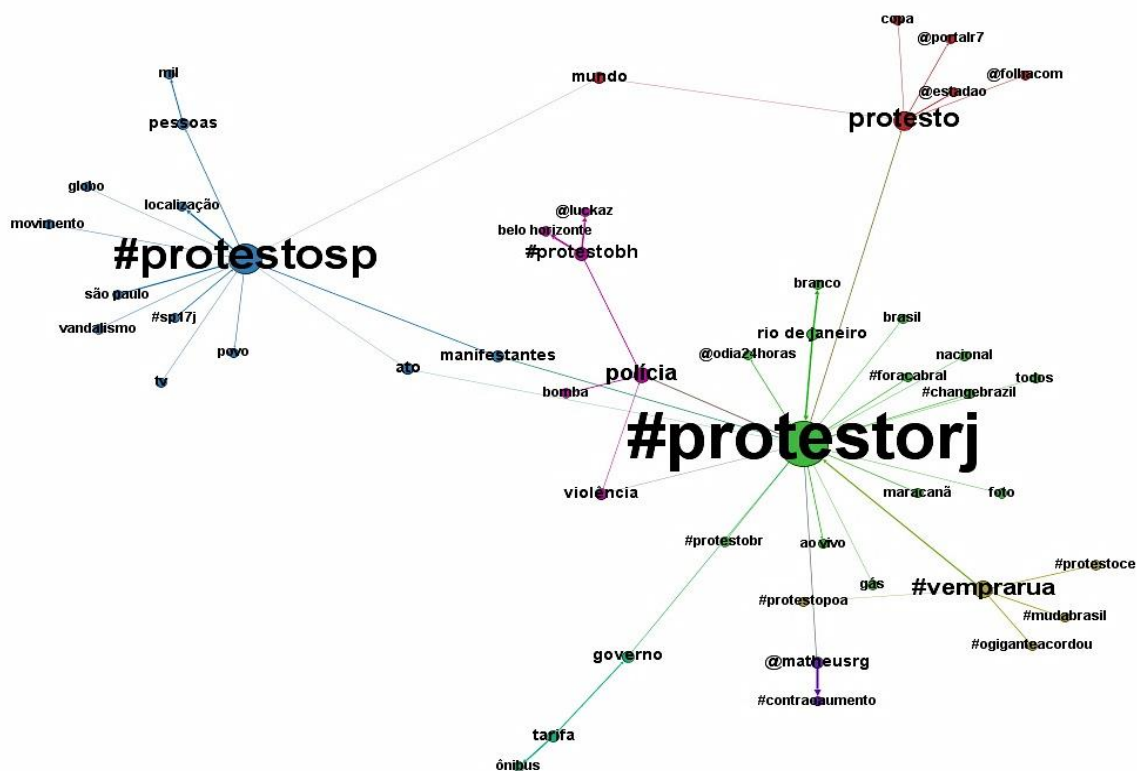 copa
@portalr7
mil
mundo
@folhacom
@estadao
protesto
pessoas
globo
localização
@luckaz
movimento
belo horizonte
#protestobh
#protestosp
branco
são paulo
#sp17j
brasil
vandalismo
rio de janeiro
povo
@odia24horas
nacional
manifestantes
ato
polícia
#foracabral
todos
tv
bomba
#changebrazil
#protestorj
violência
maracanã
foto
#protestobr
ao vivo
#protestoce
gás
#vemprarua
#protestopoa
#mudabrasil
#ogiganteacordou
governo
@matheusrg
#contraoaumento
tarifa
ônibus